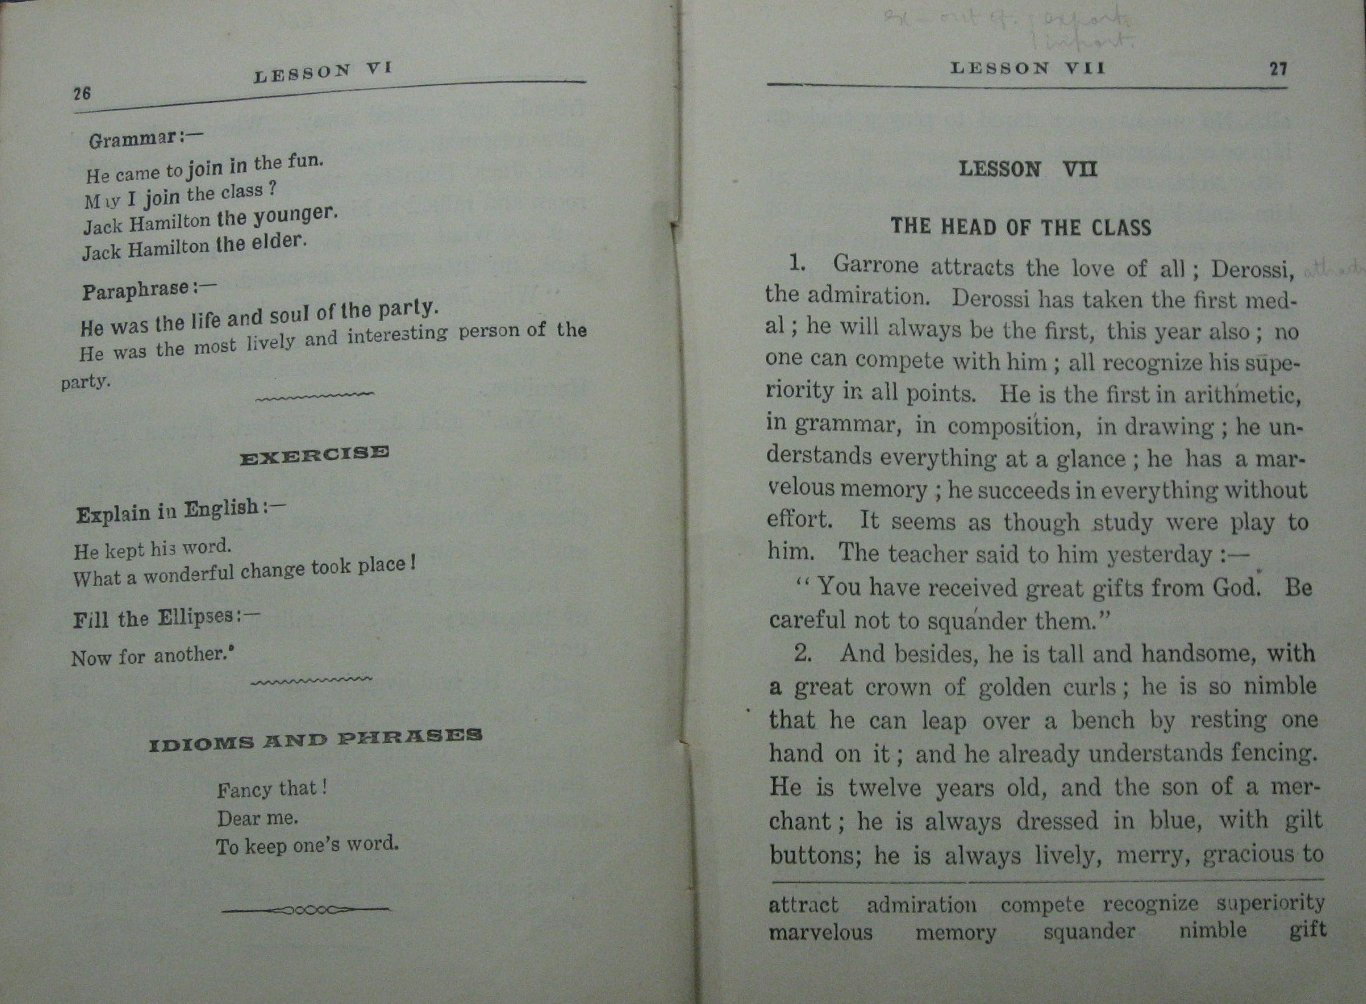 26 LESSON VI
Grammar:—
He came to join in the fun.
May I join the class ?
Jack Hamilton the younger.
Jack Hamilton the elder.
Paraphrase:—
He was the life and soul of the party.
He was the most lively and interesting person of the
party.
EXERCISE
Explain in English:—
He kept his word.
What a wonderful change took place !
Fill the Ellipses:—
Now for another.
IDIOMS AND PHRASES
Fancy that !
Dear me.
To keep one's word.
ex – out of. ; export
import.
LESSON VII 27
LESSON VII
THE HEAD OF THE CLASS
1. Garrone attracts the love of all ; Derossi,
the admiration. Derossi has taken the first med-
al ; he will always be the first, this year also ; no
one can compete with him ; all recognize his supe-
riority in all points. He is the first in arithmetic,
in grammar, in composition, in drawing ; he un-
derstands everything at a glance ; he has a mar-
velous memory ; he succeeds in everything without
effort. It seems as though study were play to
him. The teacher said to him yesterday :—
“ You have received great gifts from God. Be
careful not to squander them.”
2. And besides, he is tall and handsome, with
a great crown of golden curls ; he is so nimble
that he can leap over a bench by resting one
hand on it ; and he already understands fencing.
He is twelve years old, and the son of a mer-
chant ; he is always dressed in blue, with gilt
buttons; he is always lively, merry, gracious to
attract admiration compete recognize superiority
marvelous memory squander nimble gift